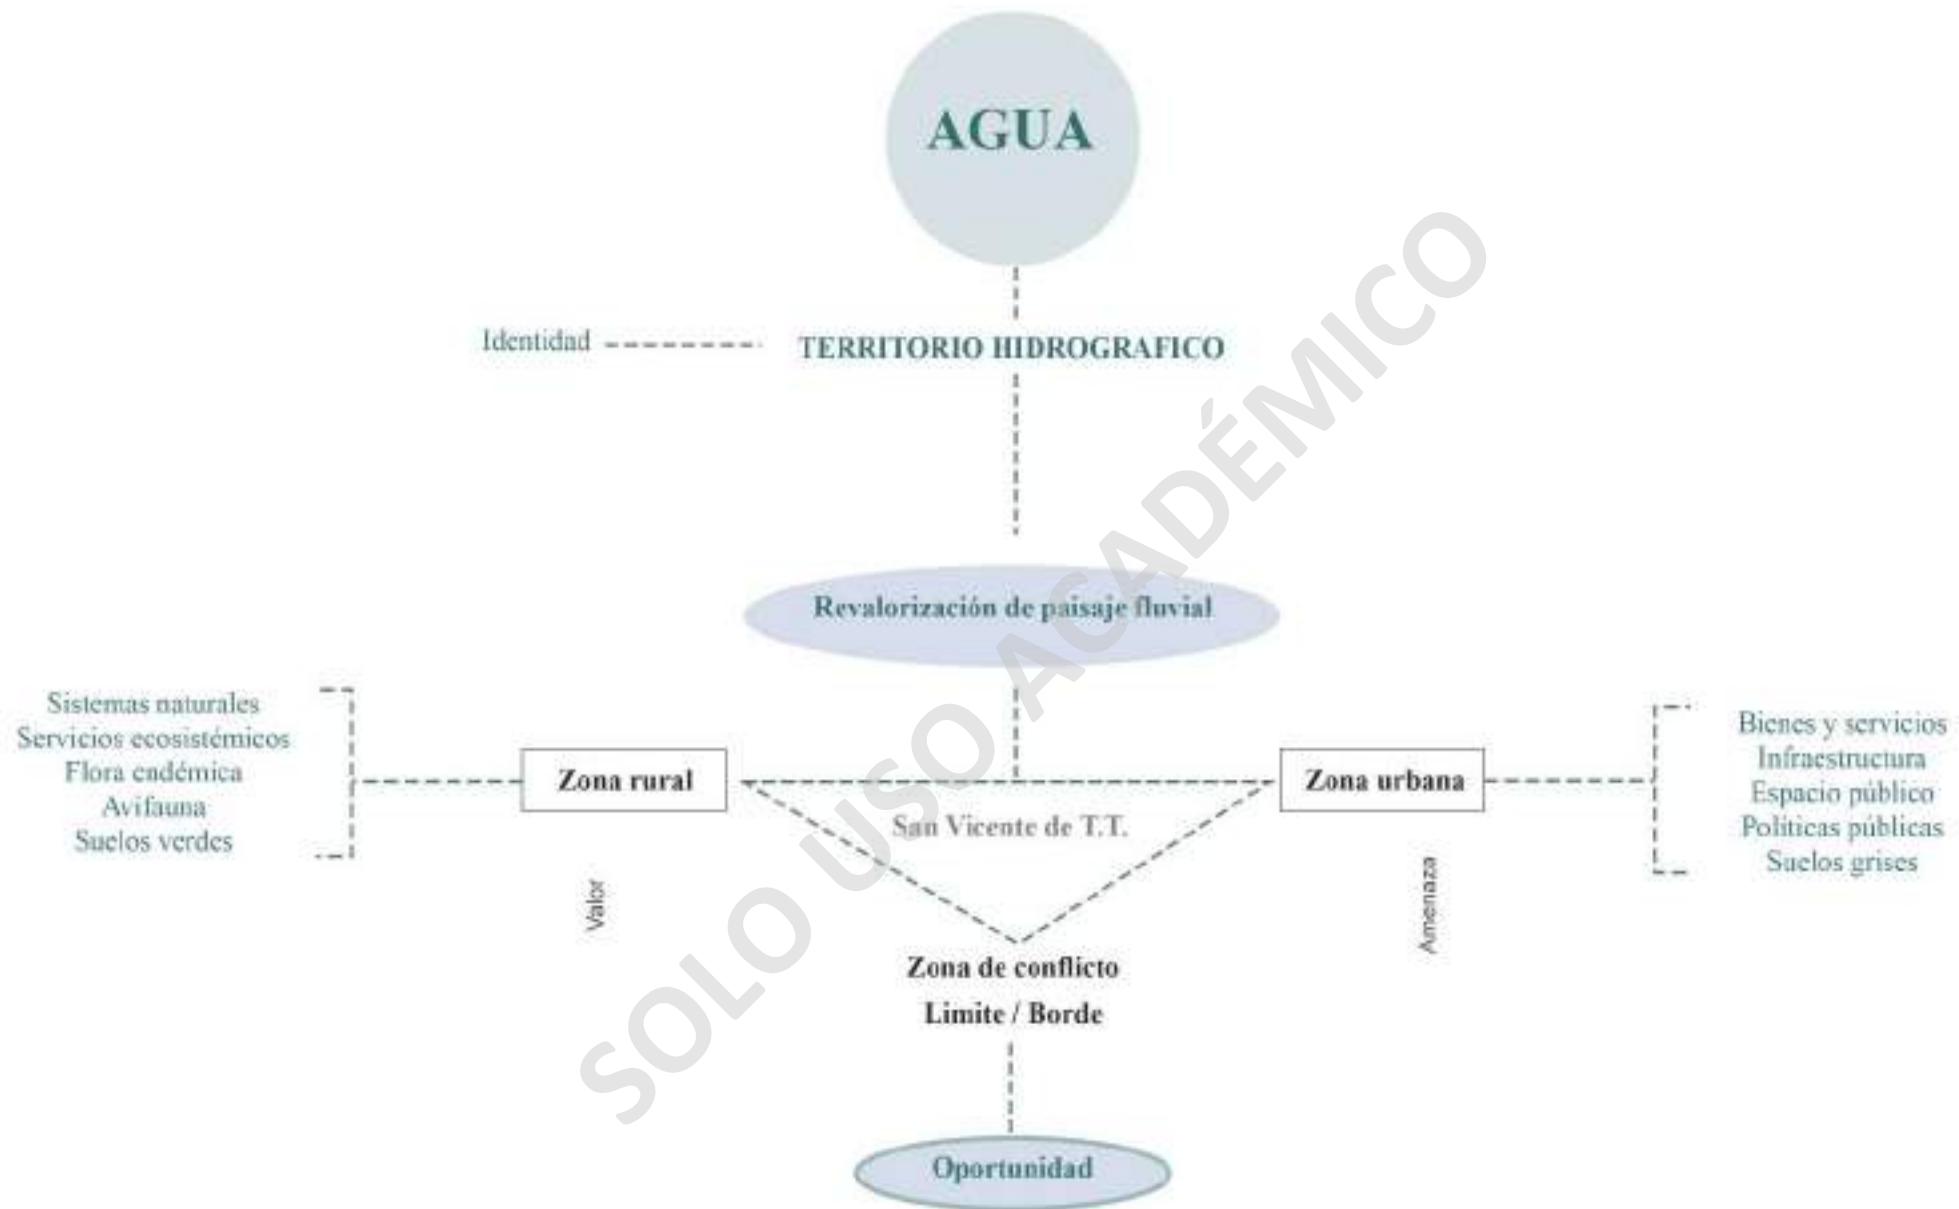 AGUA
Identidad
TERRITORIO HIDROGRAFICO
Revalorización de paisaje fluvial
Sistemas naturales
Servicios ecosistémicos
Flora endémica
Avifauna
Suelos verdes
Zona rural
Valor
San Vicente de T.T.
Zona urbana
Amenaza
Bienes y servicios
Infraestructura
Espacio público
Políticas públicas
Suelos grises
Zona de conflicto
Limite / Borde
Oportunidad
SOLO USO ACADÉMICO